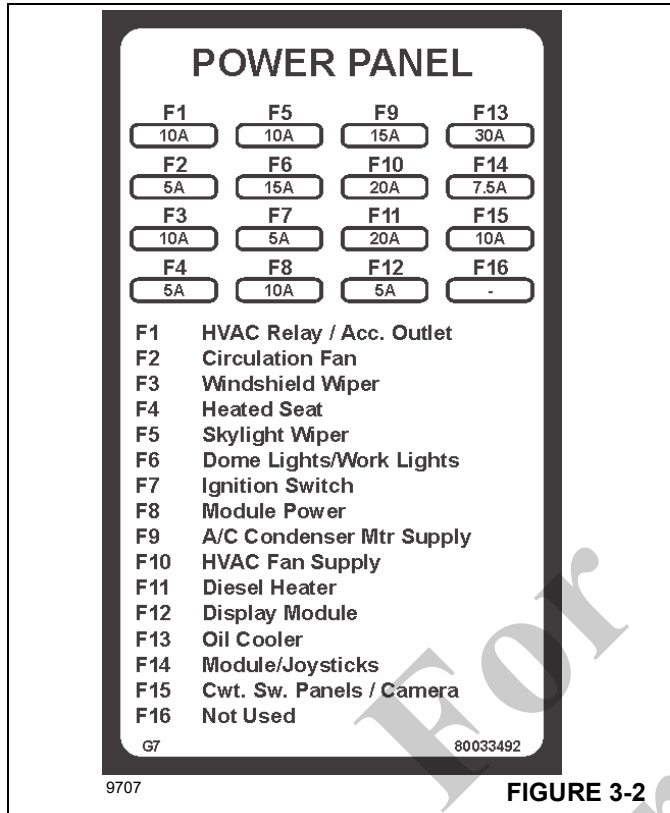 POWER PANEL
F1 F5 F9 F13
10A 10A 15A 30A
F2 F6 F10 F14
5A 15A 20A 7.5A
F3 F7 F11 F15
10A 5A 20A 10A
F4 F8 F12 F16
5A 10A 5A -
F1 HVAC Relay / Acc. Outlet
F2 Circulation Fan
F3 Windshield Wiper
F4 Heated Seat
F5 Skylight Wiper
F6 Dome Lights/Work Lights
F7 Ignition Switch
F8 Module Power
F9 A/C Condenser Mtr Supply
F10 HVAC Fan Supply
F11 Diesel Heater
F12 Display Module
F13 Oil Cooler
F14 Module/Joysticks
F15 Cwt. Sw. Panels / Camera
F16 Not Used
G7 80033492
9707 FIGURE 3-2
For